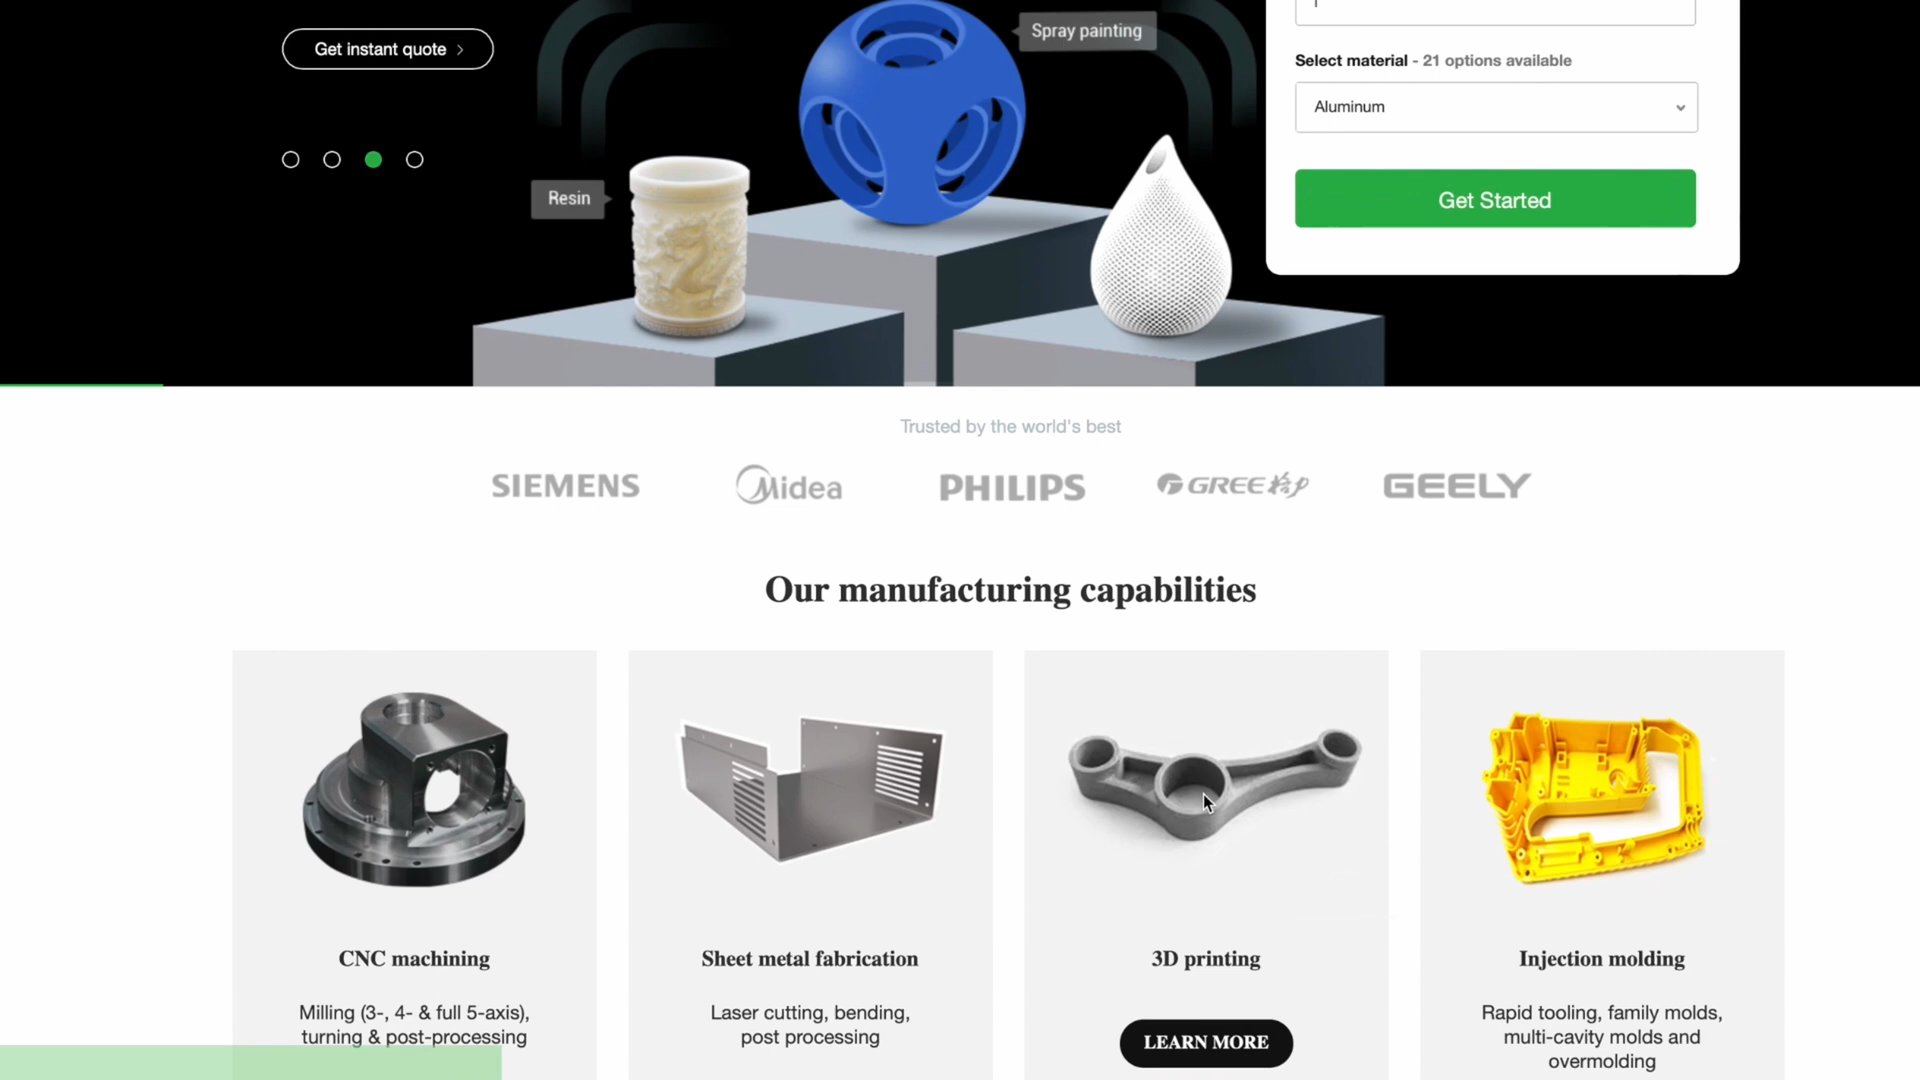 Get instant quote
Spray painting
Resin
Select material - 21 options available
Aluminum
Get Started
Trusted by the world's best
SIEMENS
Midea
PHILIPS
GREE格力
GEELY
Our manufacturing capabilities
CNC machining
Milling (3-, 4- & full 5-axis),
turning & post-processing
Sheet metal fabrication
Laser cutting, bending,
post processing
3D printing
LEARN MORE
Injection molding
Rapid tooling, family molds,
multi-cavity molds and
overmolding